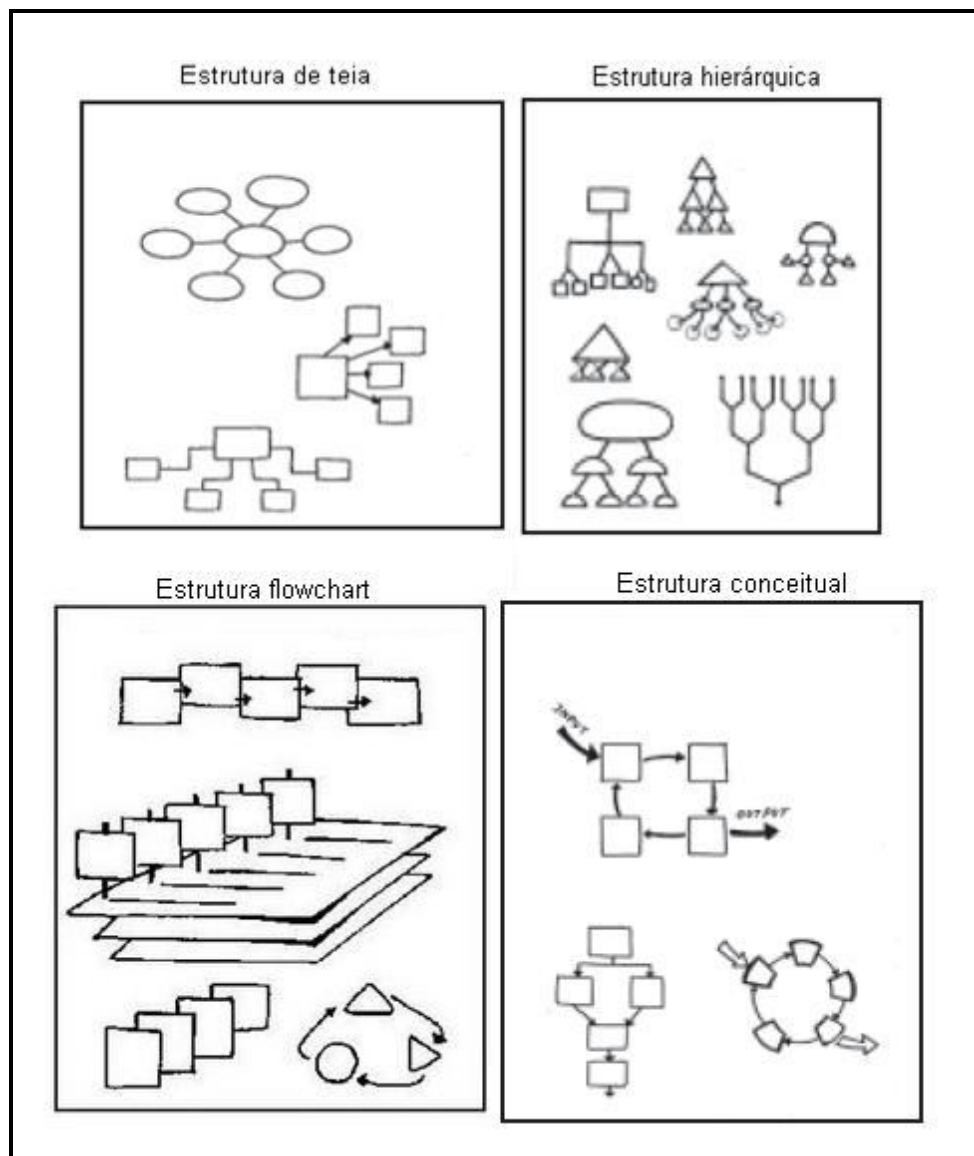 Estrutura de teia
Estrutura hierárquica
Estrutura flowchart
Estrutura conceitual
INPUT
OUTPUT